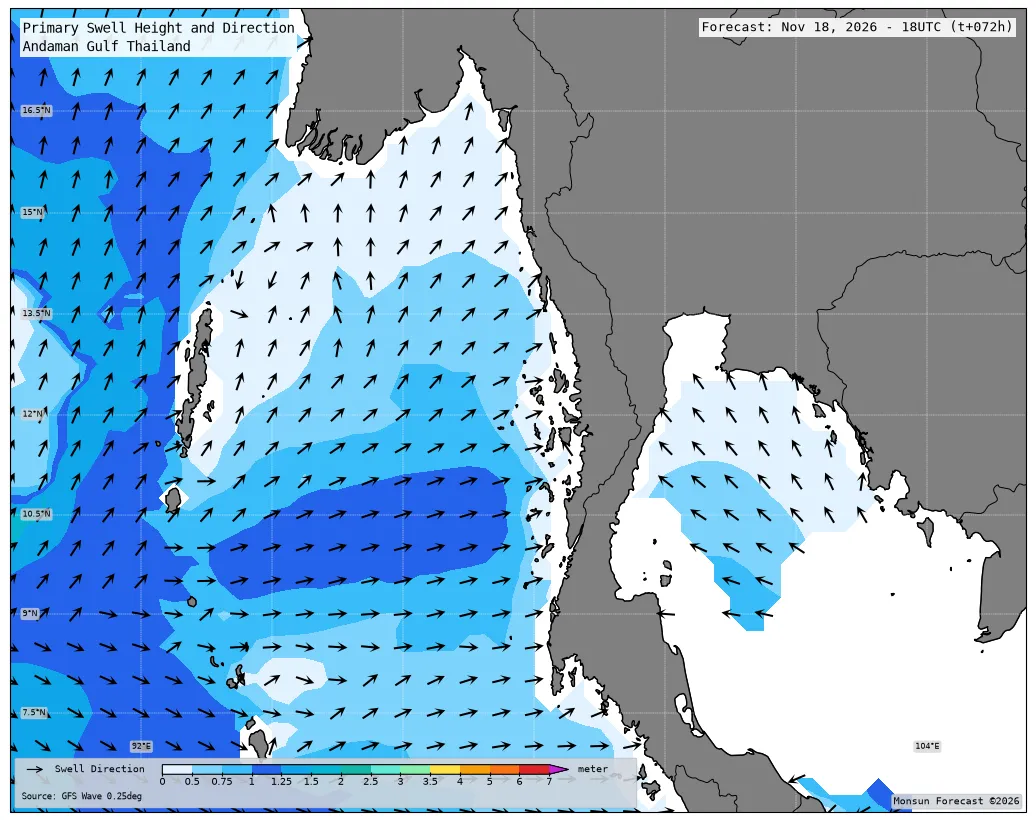 Primary Swell Height and Direction
Andaman Gulf Thailand
Forecast: Nov 18, 2026 - 18UTC (t+072h)
16.5°N
15°N
13.5°N
12°N
10.5°N
9°N
7.5°N
92°E
104°E
Swell Direction
0 0.5 0.75 1 1.25 1.5 2 2.5 3 3.5 4 5 6 7
meter
Source: GFS Wave 0.25deg
Monsun Forecast ©2026